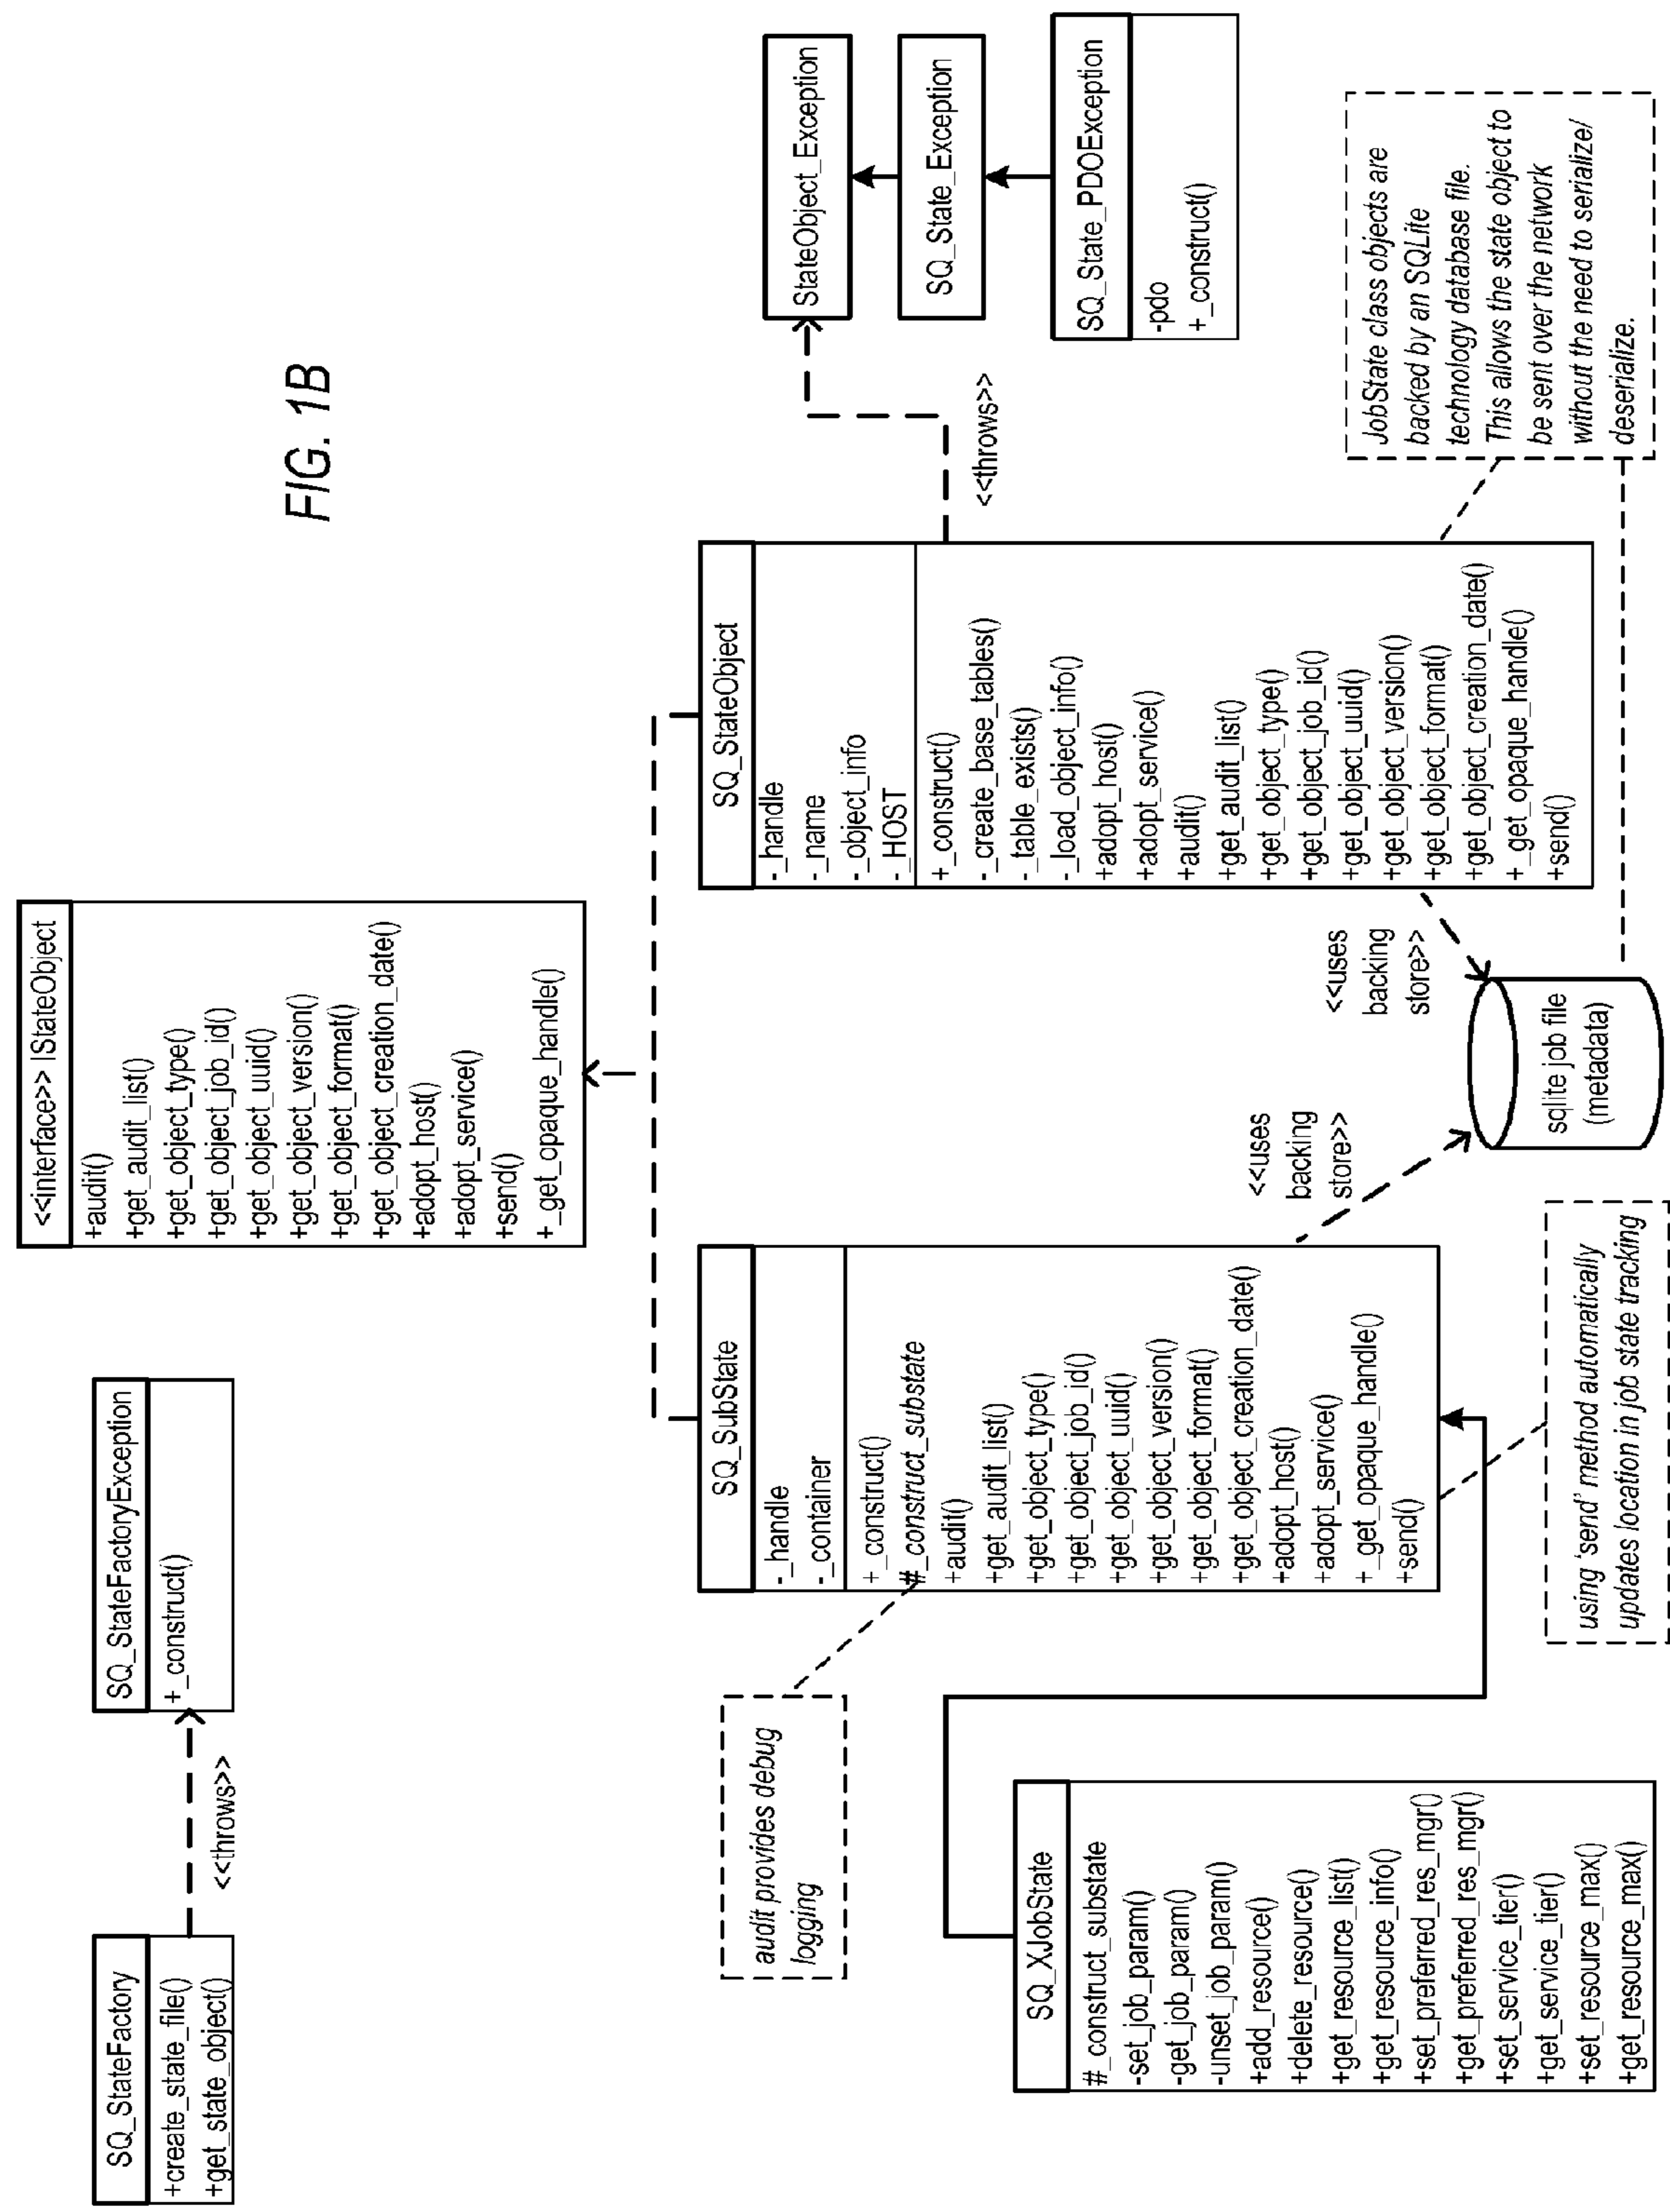 FIG. 1B
SQ_StateFactory
+create_state_file()
+get_state_object()
<<throws>>
SQ_StateFactoryException
+_construct()
<<interface>> IStateObject
+audit()
+get_audit_list()
+get_object_type()
+get_object_job_id()
+get_object_uuid()
+get_object_version()
+get_object_format()
+get_object_creation_date()
+adopt_host()
+adopt_service()
+send()
+_get_opaque_handle()
audit provides debug
logging
SQ_SubState
-_handle
-_container
+_construct()
#_construct_substate
+audit()
+get_audit_list()
+get_object_type()
+get_object_job_id()
+get_object_uuid()
+get_object_version()
+get_object_format()
+get_object_creation_date()
+adopt_host()
+adopt_service()
+_get_opaque_handle()
+send()
SQ_StateObject
-_handle
-_name
-_object_info
-_HOST
+_construct()
-_create_base_tables()
-_table_exists()
-_load_object_info()
+adopt_host()
+adopt_service()
+audit()
+get_audit_list()
+get_object_type()
+get_object_job_id()
+get_object_uuid()
+get_object_version()
+get_object_format()
+get_object_creation_date()
+_get_opaque_handle()
+send()
<<throws>>
StateObject_Exception
SQ_State_Exception
SQ_State_PDOException
-pdo
+_construct()
SQ_XJobState
#_construct_substate
-set_job_param()
-get_job_param()
-unset_job_param()
+add_resource()
+delete_resource()
+get_resource_list()
+get_resource_info()
+set_preferred_res_mgr()
+get_preferred_res_mgr()
+set_service_tier()
+get_service_tier()
+set_resource_max()
+get_resource_max()
using 'send' method automatically
updates location in job state tracking
<<uses
backing
store>>
<<uses
backing
store>>
sqlite job file
(metadata)
JobState class objects are
backed by an SQLite
technology database file.
This allows the state object to
be sent over the network
without the need to serialize/
deserialize.